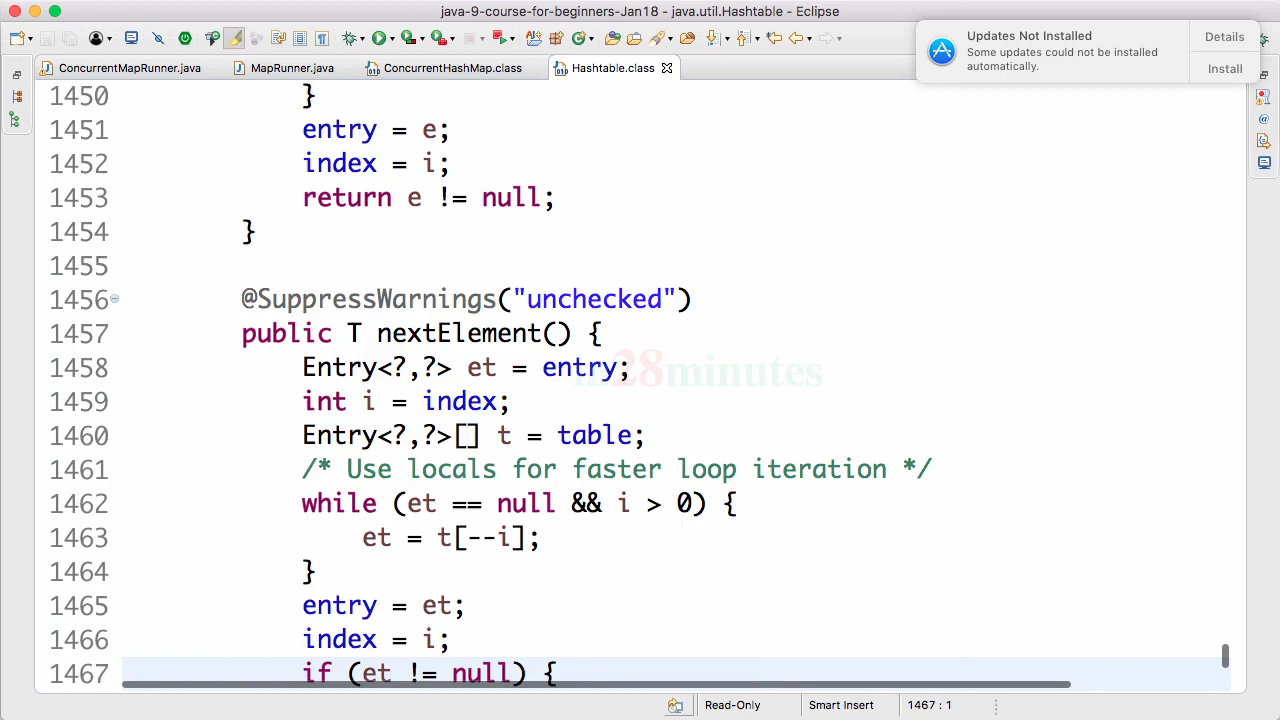 java-9-course-for-beginners-Jan18 - java.util.Hashtable - Eclipse
Updates Not Installed
Some updates could not be installed
automatically.
Details
Install
ConcurrentMapRunner.java
MapRunner.java
ConcurrentHashMap.class
Hashtable.class
1450 }
1451 entry = e;
1452 index = i;
1453 return e != null;
1454 }
1455
1456 @SuppressWarnings("unchecked")
1457 public T nextElement() {
1458 Entry<?,?> et = entry;
1459 int i = index;
1460 Entry<?,?>[] t = table;
1461 /* Use locals for faster loop iteration */
1462 while (et == null && i > 0) {
1463 et = t[--i];
1464 }
1465 entry = et;
1466 index = i;
1467 if (et != null) {
in28minutes
Read-Only
Smart Insert
1467 : 1